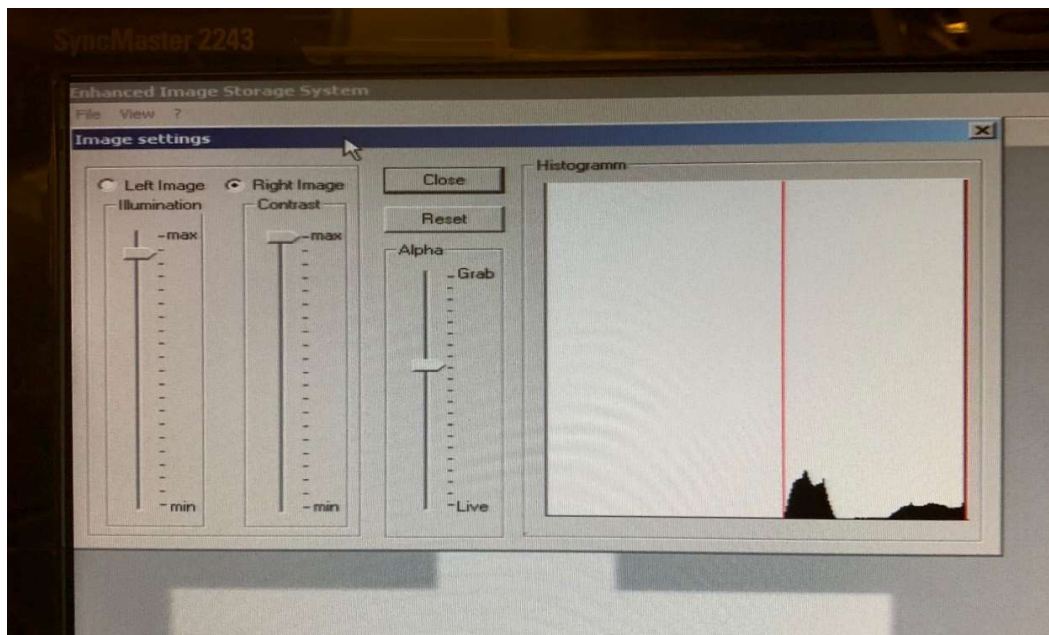 SyncMaster 2243
Enhanced Image Storage System
File View ?
Image settings
Left Image Right Image
Illumination
max
min
Contrast
max
min
Close
Reset
Alpha
Grab
Live
Histogramm